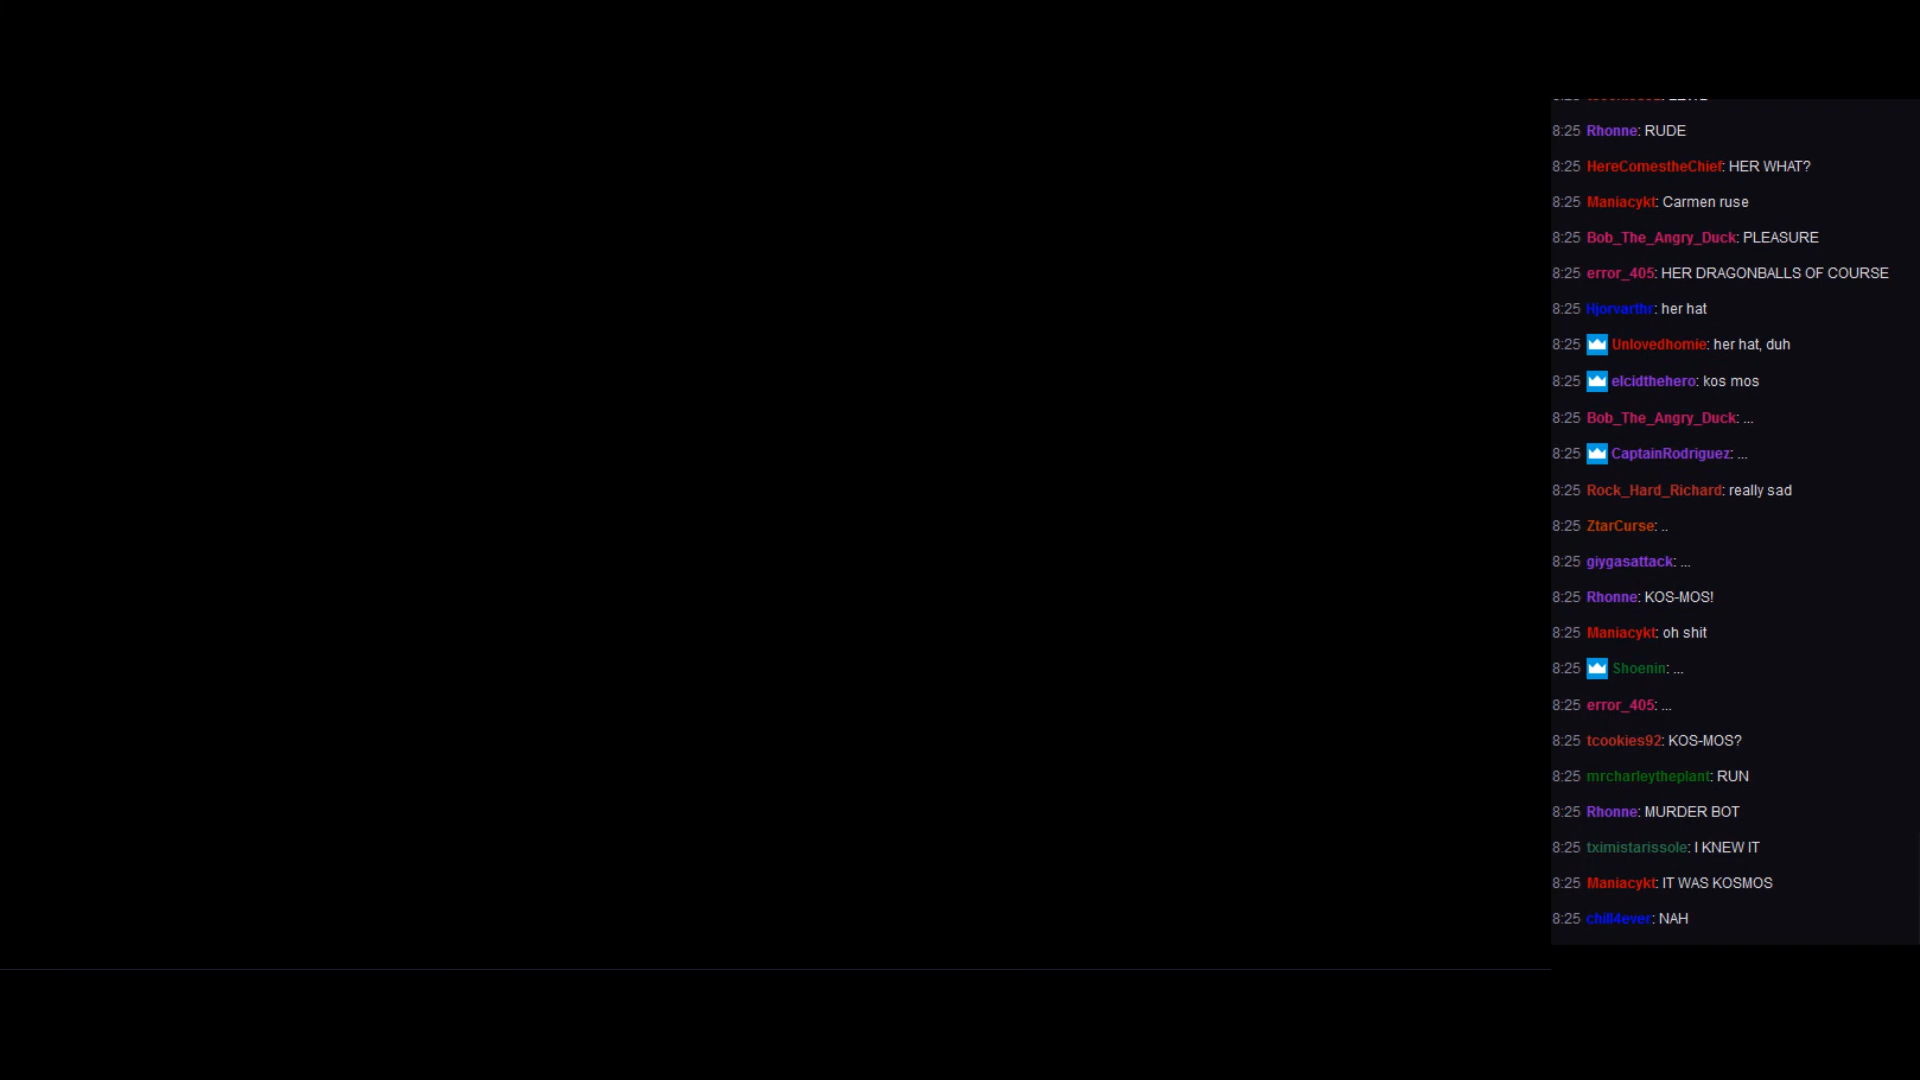 8:25 Rhonne: RUDE
8:25 HereComestheChief: HER WHAT?
8:25 Maniacykt: Carmen ruse
8:25 Bob_The_Angry_Duck: PLEASURE
8:25 error_405: HER DRAGONBALLS OF COURSE
8:25 Hjorvarthr: her hat
8:25 Unlovedhomie: her hat, duh
8:25 elcidthehero: kos mos
8:25 Bob_The_Angry_Duck: ...
8:25 CaptainRodriguez: ...
8:25 Rock_Hard_Richard: really sad
8:25 ZtarCurse: ..
8:25 giygasattack: ...
8:25 Rhonne: KOS-MOS!
8:25 Maniacykt: oh shit
8:25 Shoenin: ...
8:25 error_405: ...
8:25 tcookies92: KOS-MOS?
8:25 mrcharleytheplant: RUN
8:25 Rhonne: MURDER BOT
8:25 tximistarissole: I KNEW IT
8:25 Maniacykt: IT WAS KOSMOS
8:25 chill4ever: NAH